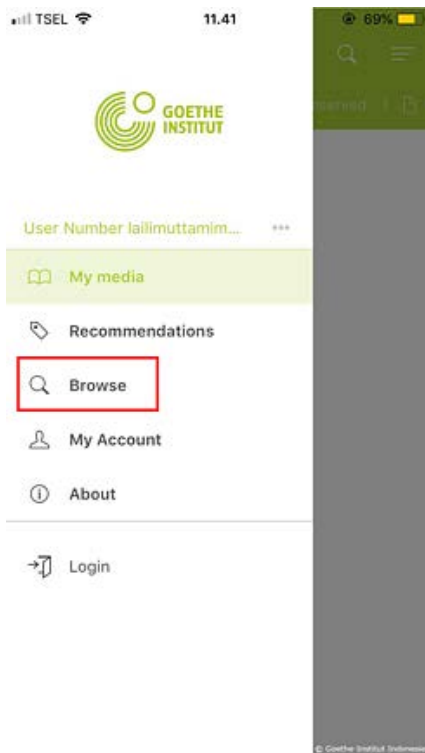 TSEL 11.41 69%
GOETHE
INSTITUT
User Number lailimuttamim...
My media
Recommendations
Browse
My Account
About
Login
© Goethe Institut Indonesia